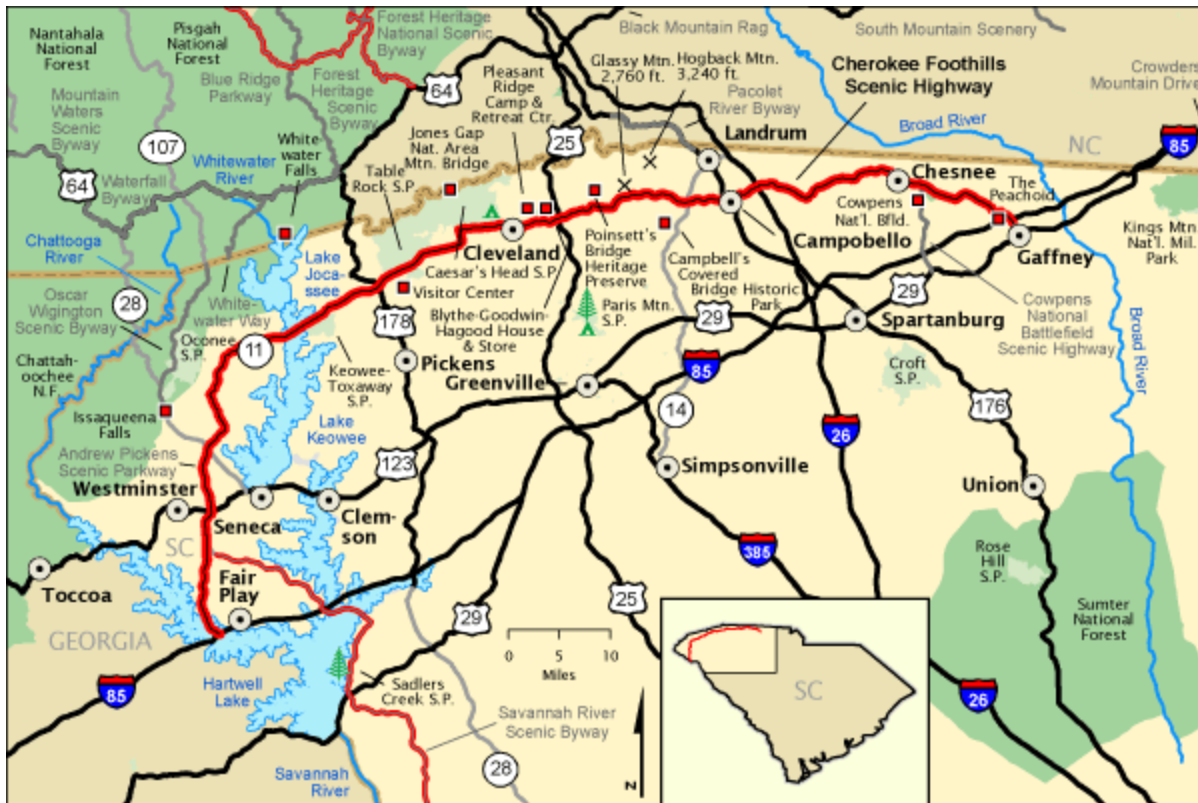 Nantahala
National
Forest
Pisgah
National
Forest
Forest Heritage
National Scenic
Byway
Black Mountain Rag
South Mountain Scenery
Blue Ridge
Parkway
Forest
Heritage
Scenic
Byway
64
Pleasant
Ridge
Camp &
Retreat Ctr.
Glassy Mtn.
2,760 ft.
Hogback Mtn.
3,240 ft.
Cherokee Foothills
Scenic Highway
Crowders
Mountain Drive
Mountain
Waters
Scenic
Byway
107
Pacolet
River Byway
Broad River
Landrum
NC
85
Jones Gap
Nat. Area
Mtn. Bridge
25
White-
water
Falls
Whitewater
River
64
Waterfall
Byway
Table
Rock S.P.
Chesnee
The
Peachoid
Cowpens
Nat'l. Bfld.
Kings Mtn.
Nat'l. Mil.
Park
Chattooga
River
Cleveland
Caesar's Head S.P.
Poinsett's
Bridge
Heritage
Preserve
Campobello
Gaffney
Campbell's
Covered
Bridge Historic
Park
Lake
Joca-
ssee
Visitor Center
28
Oscar
Wigington
Scenic Byway
White-
water Way
178
Blythe-Goodwin-
Hagood House
& Store
Paris Mtn.
S.P.
29
29
Spartanburg
Cowpens
National
Battlefield
Scenic Highway
Broad River
Oconee
S.P.
11
Chattah-
oochee
N.F.
Pickens
Keowee-
Toxaway
S.P.
Greenville
85
Croft
S.P.
176
Issaqueena
Falls
Lake
Keowee
14
26
Andrew Pickens
Scenic Parkway
123
Simpsonville
Westminster
Seneca
Clem-
son
Union
SC
385
Rose
Hill
S.P.
Toccoa
Fair
Play
25
Sumter
National
Forest
GEORGIA
29
0 5 10
Miles
85
Hartwell
Lake
Sadlers
Creek S.P.
SC
26
Savannah River
Scenic Byway
28
Savannah
River
N